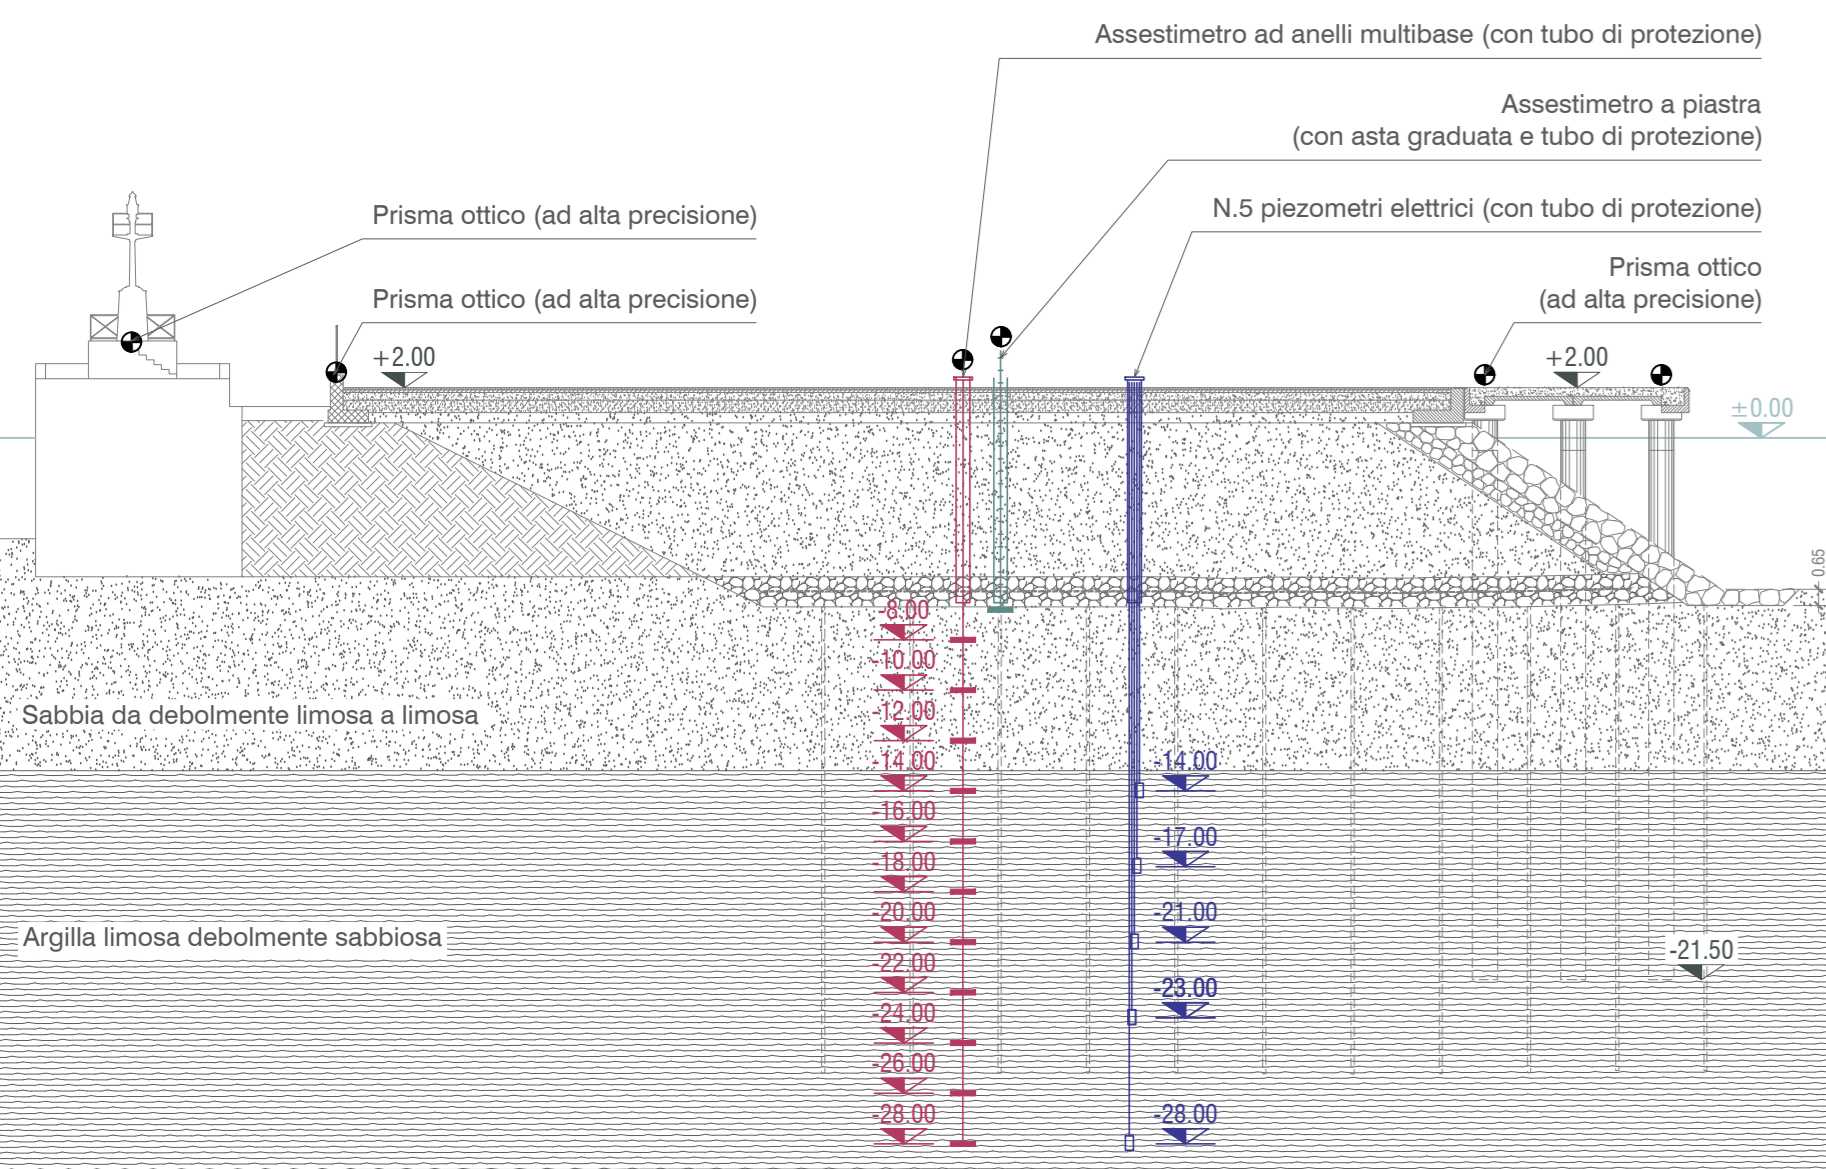 Assestimetro ad anelli multibase (con tubo di protezione)
Assestimetro a piastra
(con asta graduata e tubo di protezione)
N.5 piezometri elettrici (con tubo di protezione)
Prisma ottico (ad alta precisione)
Prisma ottico
(ad alta precisione)
Prisma ottico (ad alta precisione)
+2.00
+2.00
±0.00
0.65
-8.00
-10.00
-12.00
Sabbia da debolmente limosa a limosa
-14.00
-14.00
-16.00
-17.00
-18.00
-20.00
-21.00
Argilla limosa debolmente sabbiosa
-21.50
-22.00
-23.00
-24.00
-26.00
-28.00
-28.00